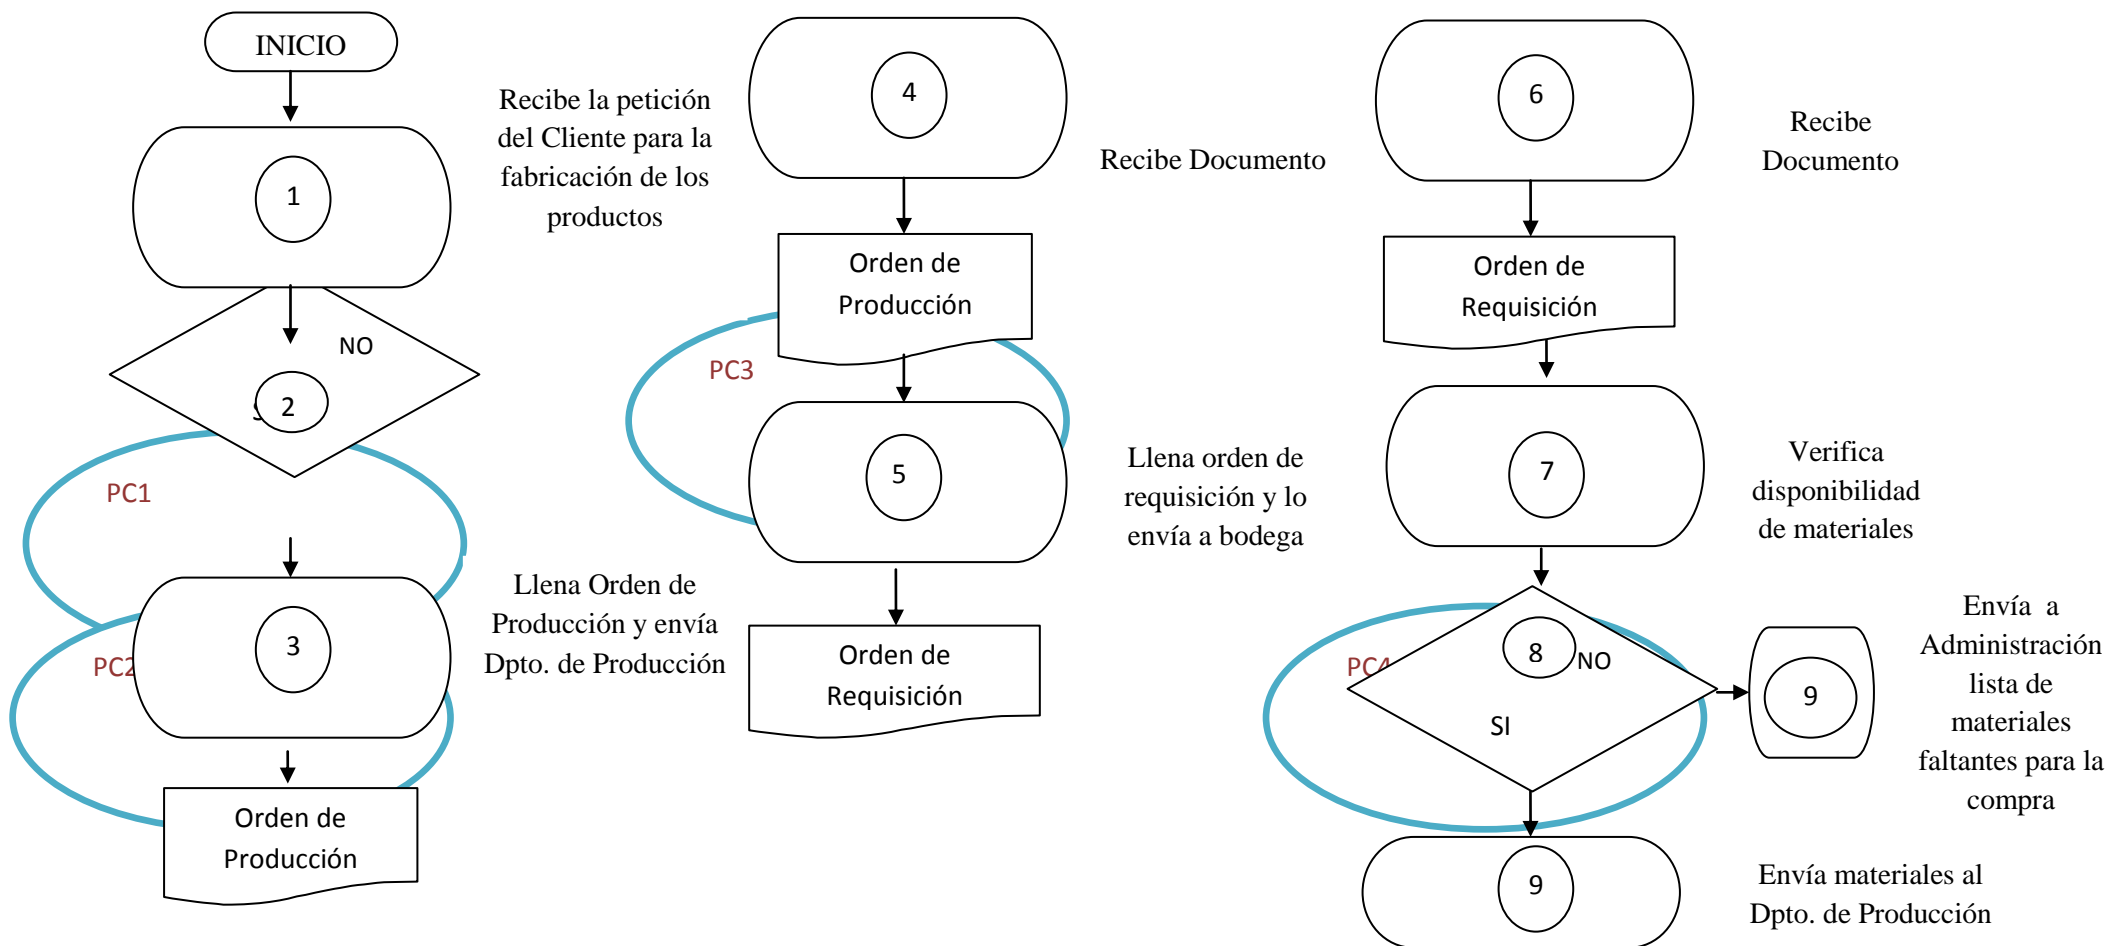 INICIO
1
Recibe la petición
del Cliente para la
fabricación de los
productos
NO
2
PC1
3
PC2
Llena Orden de
Producción y envía
Dpto. de Producción
Orden de
Producción
4
Recibe Documento
Orden de
Producción
PC3
5
Llena orden de
requisición y lo
envía a bodega
Orden de
Requisición
6
Recibe
Documento
Orden de
Requisición
7
Verifica
disponibilidad
de materiales
8
NO
PC4
SI
9
Envía a
Administración
lista de
materiales
faltantes para la
compra
9
Envía materiales al
Dpto. de Producción